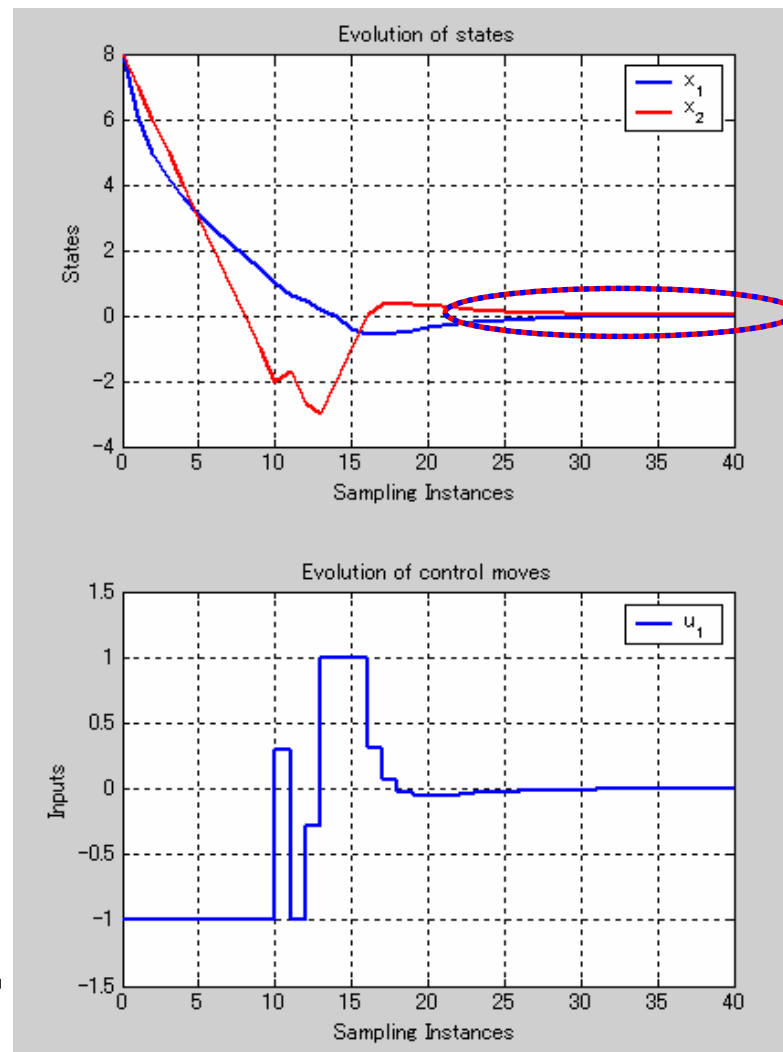 Evolution of states
8
6
4
2
0
-2
-4
States
x1
x2
0 5 10 15 20 25 30 35 40
Sampling Instances
Evolution of control moves
1.5
1
0.5
0
-0.5
-1
-1.5
Inputs
u1
0 5 10 15 20 25 30 35 40
Sampling Instances